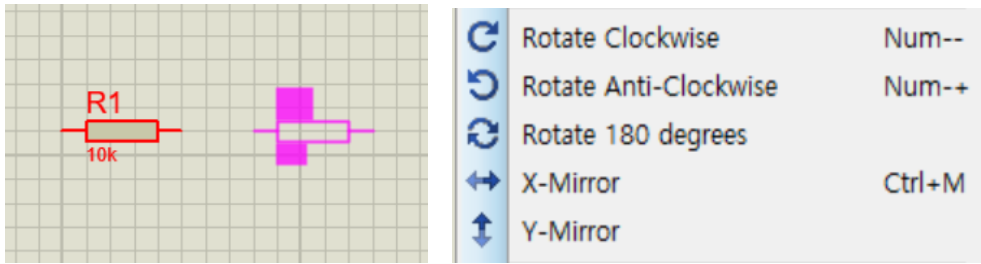 R1
10k
Rotate Clockwise Num--
Rotate Anti-Clockwise Num-+
Rotate 180 degrees
X-Mirror Ctrl+M
Y-Mirror